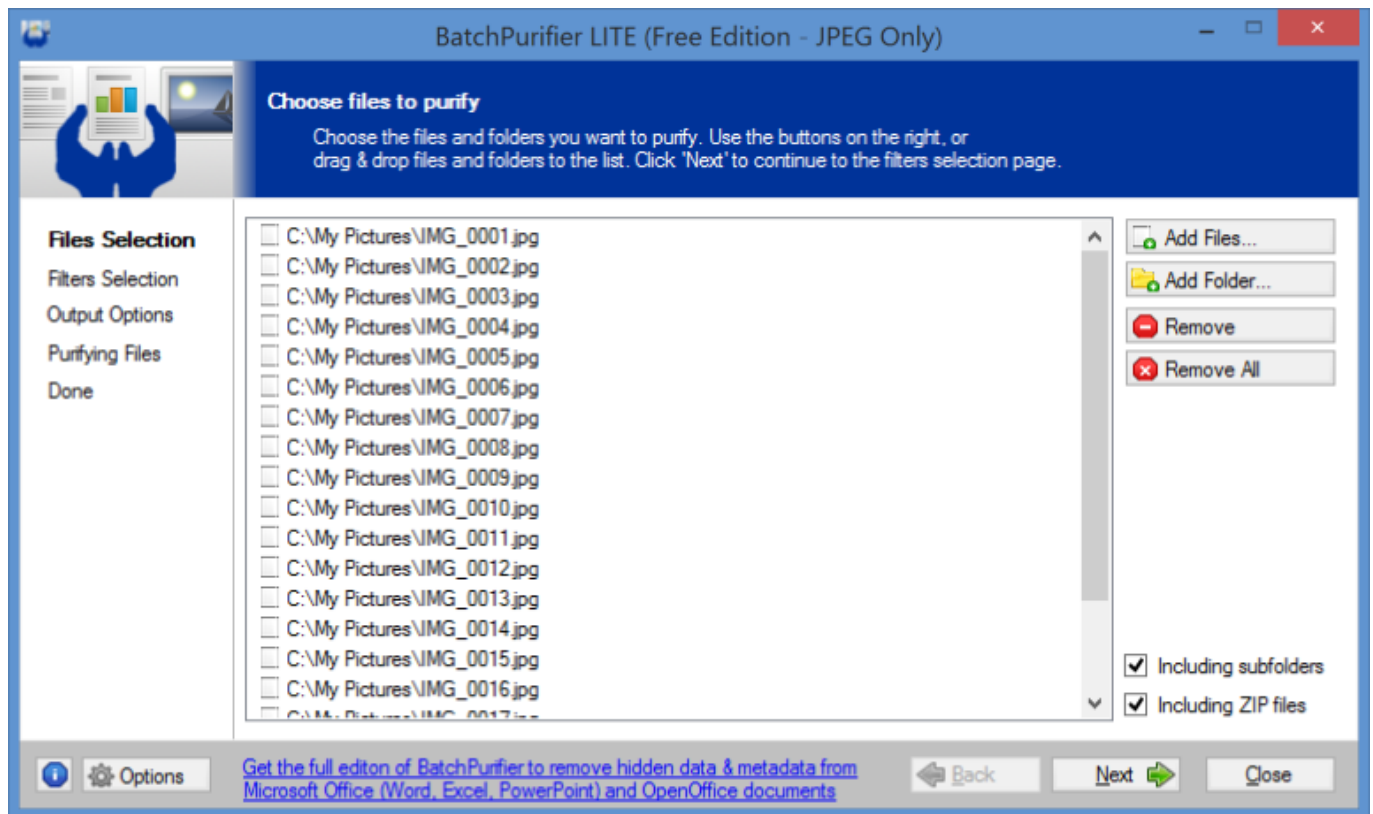 BatchPurifier LITE (Free Edition - JPEG Only)
Choose files to purify
Choose the files and folders you want to purify. Use the buttons on the right, or
drag & drop files and folders to the list. Click 'Next' to continue to the filters selection page.
Files Selection
Filters Selection
Output Options
Purifying Files
Done
C:\My Pictures\IMG_0001.jpg
C:\My Pictures\IMG_0002.jpg
C:\My Pictures\IMG_0003.jpg
C:\My Pictures\IMG_0004.jpg
C:\My Pictures\IMG_0005.jpg
C:\My Pictures\IMG_0006.jpg
C:\My Pictures\IMG_0007.jpg
C:\My Pictures\IMG_0008.jpg
C:\My Pictures\IMG_0009.jpg
C:\My Pictures\IMG_0010.jpg
C:\My Pictures\IMG_0011.jpg
C:\My Pictures\IMG_0012.jpg
C:\My Pictures\IMG_0013.jpg
C:\My Pictures\IMG_0014.jpg
C:\My Pictures\IMG_0015.jpg
C:\My Pictures\IMG_0016.jpg
C:\My Pictures\IMG_0017.jpg
Add Files...
Add Folder...
Remove
Remove All
Including subfolders
Including ZIP files
Options
Get the full editon of BatchPurifier to remove hidden data & metadata from
Microsoft Office (Word, Excel, PowerPoint) and OpenOffice documents
Back
Next
Close